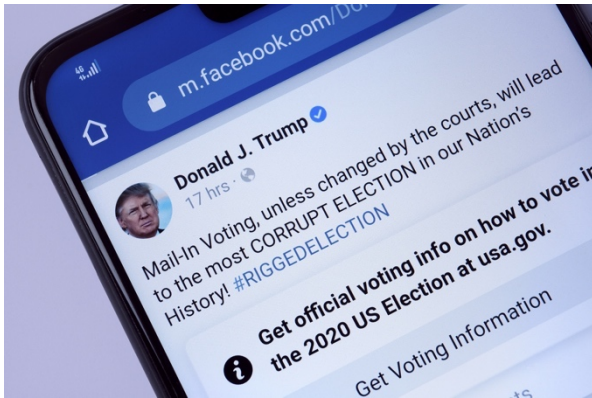 4G
m.facebook.com/Do
Donald J. Trump
17 hrs ·
Mail-In Voting, unless changed by the courts, will lead
to the most CORRUPT ELECTION in our Nation's
History! #RIGGEDELECTION
Get official voting info on how to vote in
the 2020 US Election at usa.gov.
Get Voting Information